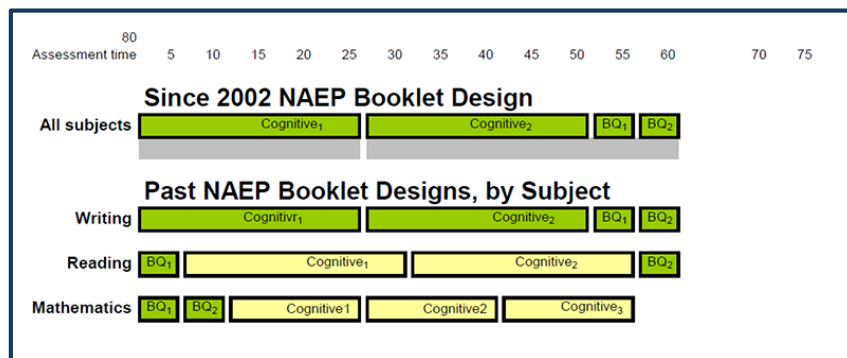 80
Assessment time 5 10 15 20 25 30 35 40 45 50 55 60 70 75
Since 2002 NAEP Booklet Design
All subjects Cognitive₁ Cognitive₂ BQ₁ BQ₂
Past NAEP Booklet Designs, by Subject
Writing Cognitivr₁ Cognitive₂ BQ₁ BQ₂
Reading BQ₁ Cognitive₁ Cognitive₂ BQ₂
Mathematics BQ₁ BQ₂ Cognitive1 Cognitive2 Cognitive₃